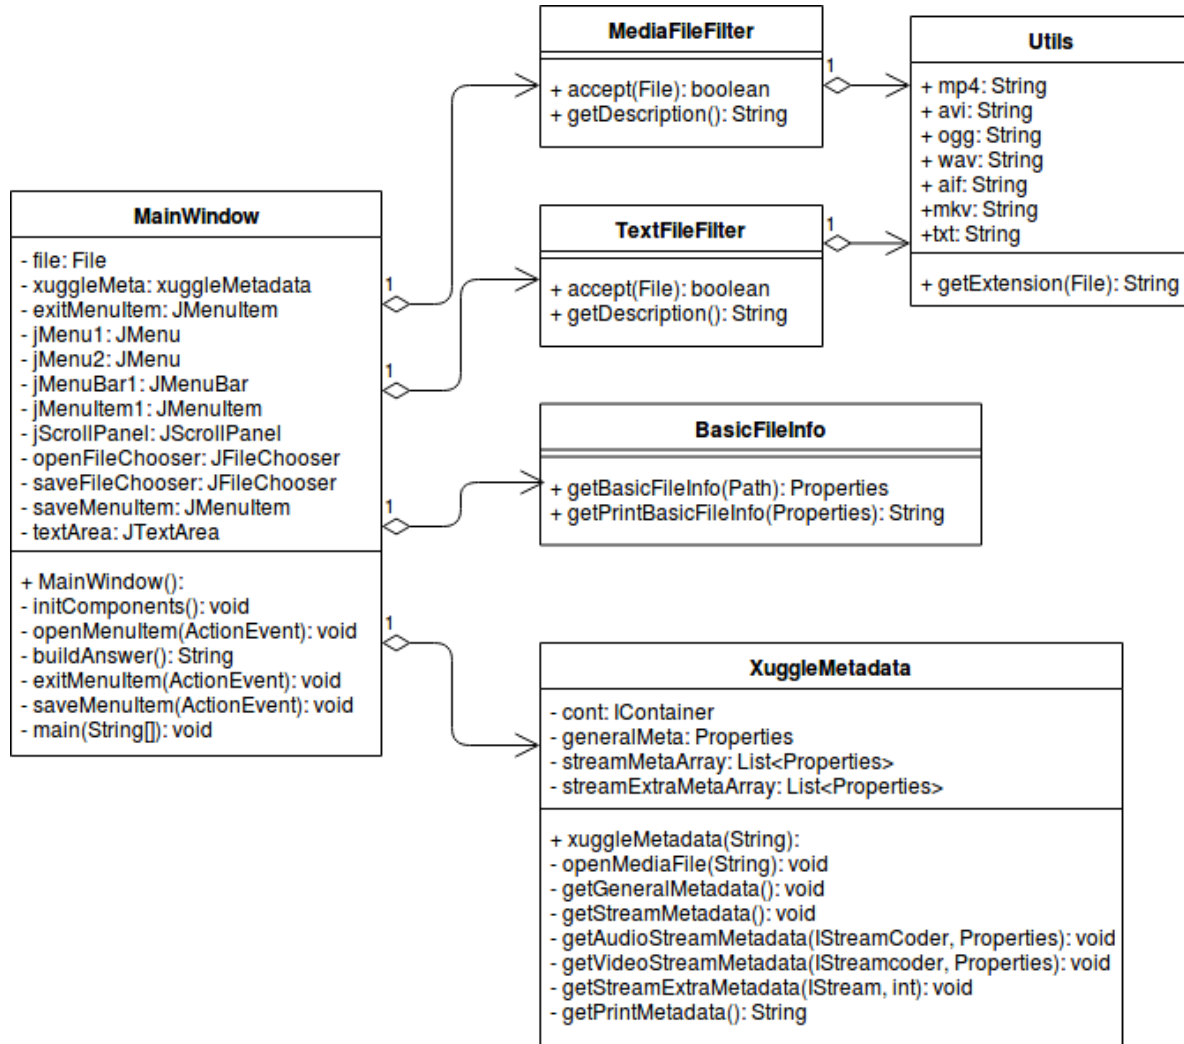 MediaFileFilter
+ accept(File): boolean
+ getDescription(): String
1
Utils
+ mp4: String
+ avi: String
+ ogg: String
+ wav: String
+ aif: String
+mkv: String
+txt: String
+ getExtension(File): String
MainWindow
- file: File
- xuggleMeta: xuggleMetadata
- exitMenuItem: JMenuItem
- jMenu1: JMenu
- jMenu2: JMenu
- jMenuBar1: JMenuBar
- jMenuItem1: JMenuItem
- jScrollPanel: JScrollPanel
- openFileChooser: JFileChooser
- saveFileChooser: JFileChooser
- saveMenuItem: JMenuItem
- textArea: JTextArea
+ MainWindow():
- initComponents(): void
- openMenuItem(ActionEvent): void
- buildAnswer(): String
- exitMenuItem(ActionEvent): void
- saveMenuItem(ActionEvent): void
- main(String[]): void
1
1
1
1
TextFileFilter
+ accept(File): boolean
+ getDescription(): String
1
BasicFileInfo
+ getBasicFileInfo(Path): Properties
+ getPrintBasicFileInfo(Properties): String
XuggleMetadata
- cont: IContainer
- generalMeta: Properties
- streamMetaArray: List<Properties>
- streamExtraMetaArray: List<Properties>
+ xuggleMetadata(String):
- openMediaFile(String): void
- getGeneralMetadata(): void
- getStreamMetadata(): void
- getAudioStreamMetadata(IStreamCoder, Properties): void
- getVideoStreamMetadata(IStreamcoder, Properties): void
- getStreamExtraMetadata(IStream, int): void
- getPrintMetadata(): String